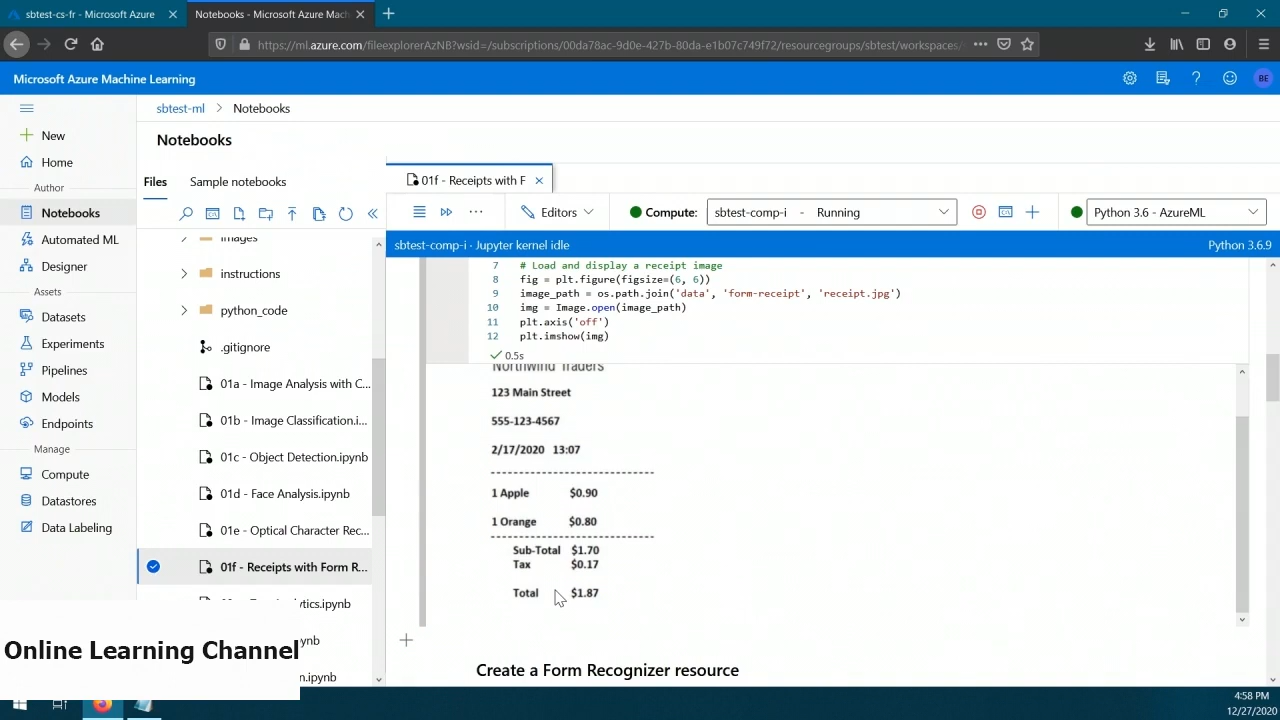 sbtest-cs-fr - Microsoft Azure
Notebooks - Microsoft Azure Mach
https://ml.azure.com/fileexplorerAzNB?wsid=/subscriptions/00da78ac-9d0e-427b-80da-e1b07c749f72/resourcegroups/sbtest/workspaces/
Microsoft Azure Machine Learning
BE
New
Home
Author
Notebooks
Automated ML
Designer
Assets
Datasets
Experiments
Pipelines
Models
Endpoints
Manage
Compute
Datastores
Data Labeling
sbtest-ml > Notebooks
Notebooks
Files Sample notebooks
images
instructions
python_code
.gitignore
01a - Image Analysis with C...
01b - Image Classification.i...
01c - Object Detection.ipynb
01d - Face Analysis.ipynb
01e - Optical Character Rec...
01f - Receipts with Form R...
ytics.ipynb
ynb
n.ipynb
01f - Receipts with F
Editors
Compute: sbtest-comp-i - Running
Python 3.6 - AzureML
sbtest-comp-i · Jupyter kernel idle
Python 3.6.9
7 # Load and display a receipt image
8 fig = plt.figure(figsize=(6, 6))
9 image_path = os.path.join('data', 'form-receipt', 'receipt.jpg')
10 img = Image.open(image_path)
11 plt.axis('off')
12 plt.imshow(img)
0.5s
Northwind Traders
123 Main Street
555-123-4567
2/17/2020 13:07
--------------------------------
1 Apple $0.90
1 Orange $0.80
--------------------------------
Sub-Total $1.70
Tax $0.17
Total $1.87
Create a Form Recognizer resource
Online Learning Channel
4:58 PM
12/27/2020